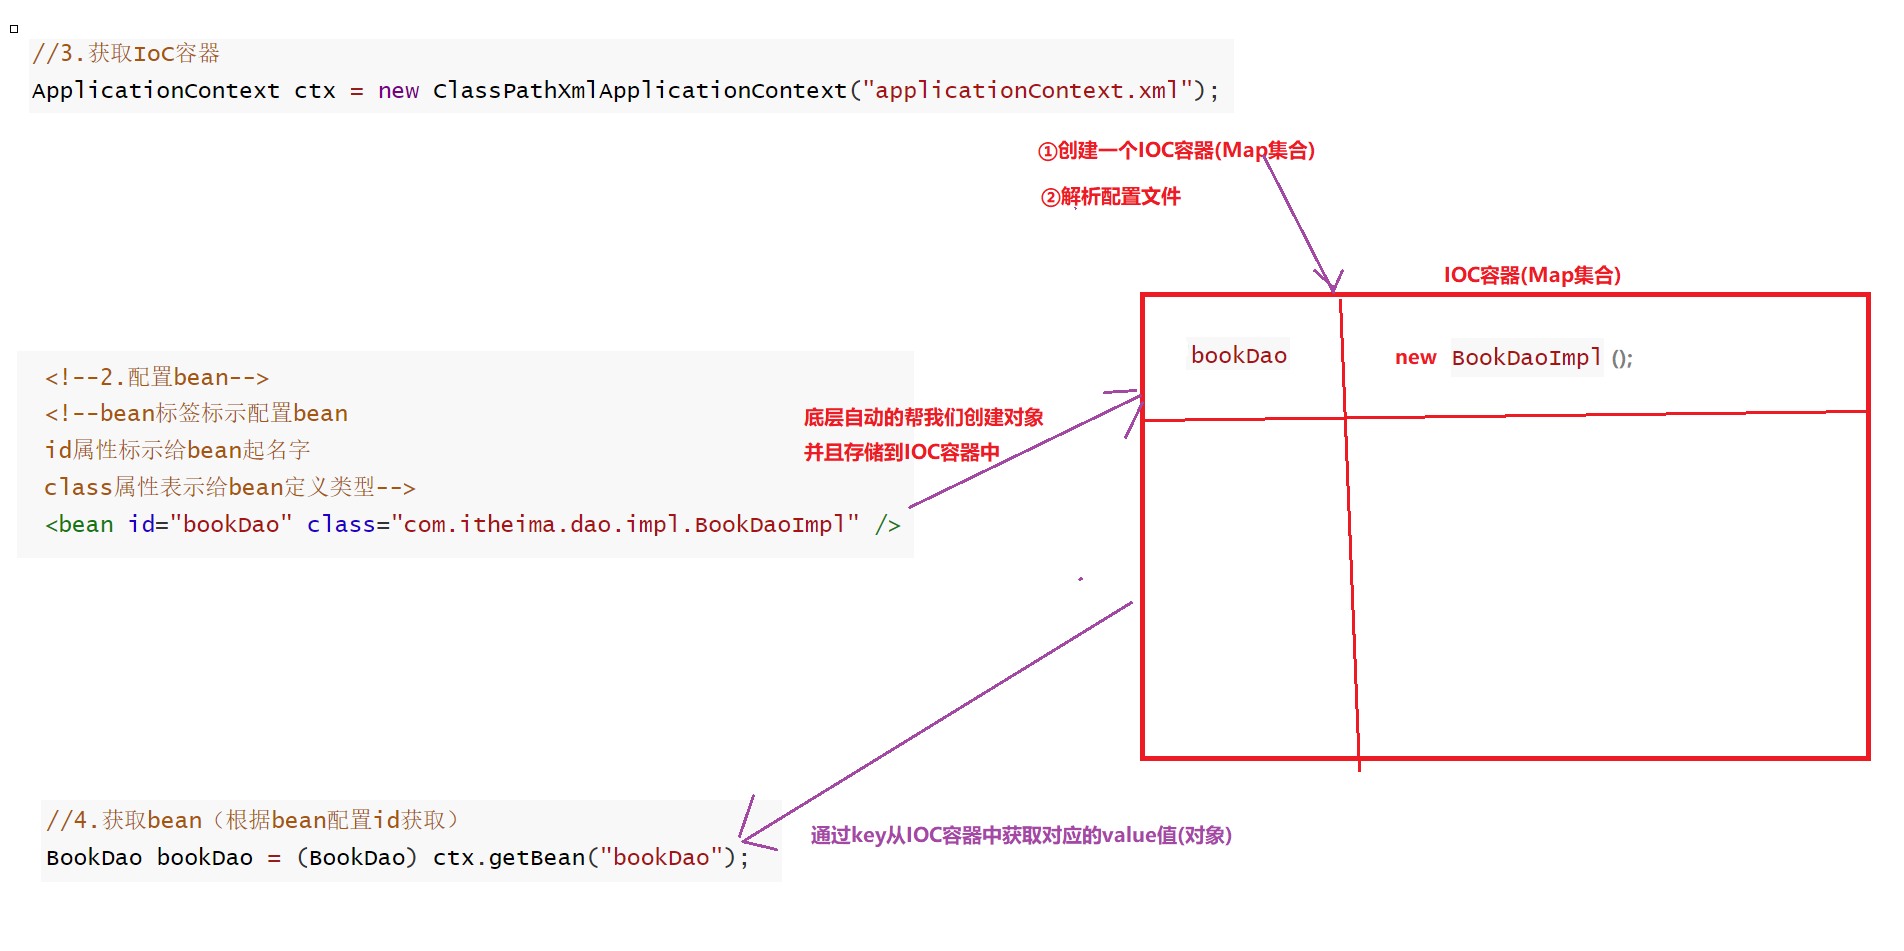 //3.获取IoC容器
ApplicationContext ctx = new ClassPathXmlApplicationContext("applicationContext.xml");
①创建一个IOC容器(Map集合)
②解析配置文件
IOC容器(Map集合)
bookDao
new BookDaoImpl ();
<!--2.配置bean-->
<!--bean标签标示配置bean
id属性标示给bean起名字
class属性表示给bean定义类型-->
<bean id="bookDao" class="com.itheima.dao.impl.BookDaoImpl" />
底层自动的帮我们创建对象
并且存储到IOC容器中
//4.获取bean（根据bean配置id获取）
BookDao bookDao = (BookDao) ctx.getBean("bookDao");
通过key从IOC容器中获取对应的value值(对象)